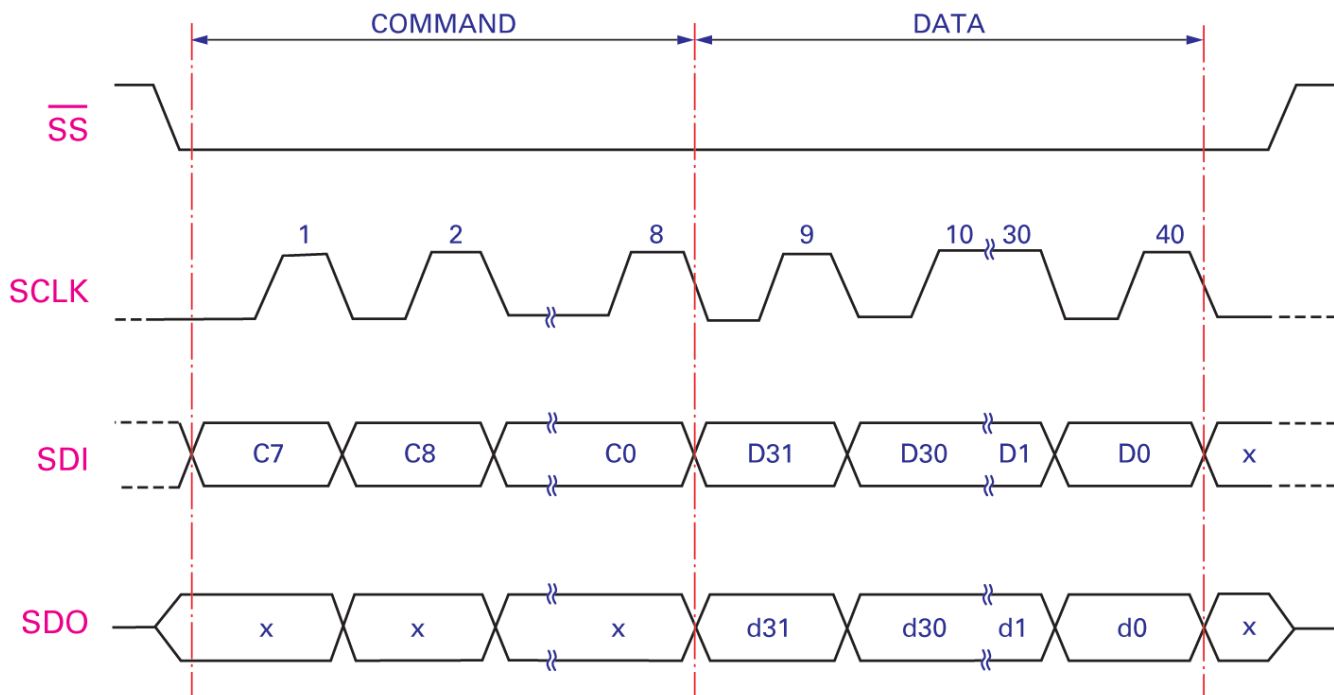 COMMAND DATA
SS
1 2 8 9 10 30 40
SCLK
SDI C7 C8 C0 D31 D30 D1 D0 x
SDO x x x d31 d30 d1 d0 x